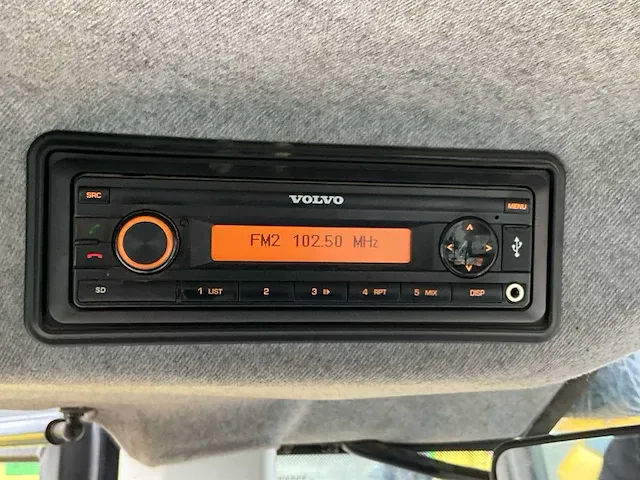 SRC
VOLVO
MENU
FM2 102.50 MHz
SD
1 LIST
2
3
4 RPT
5 MIX
DISP